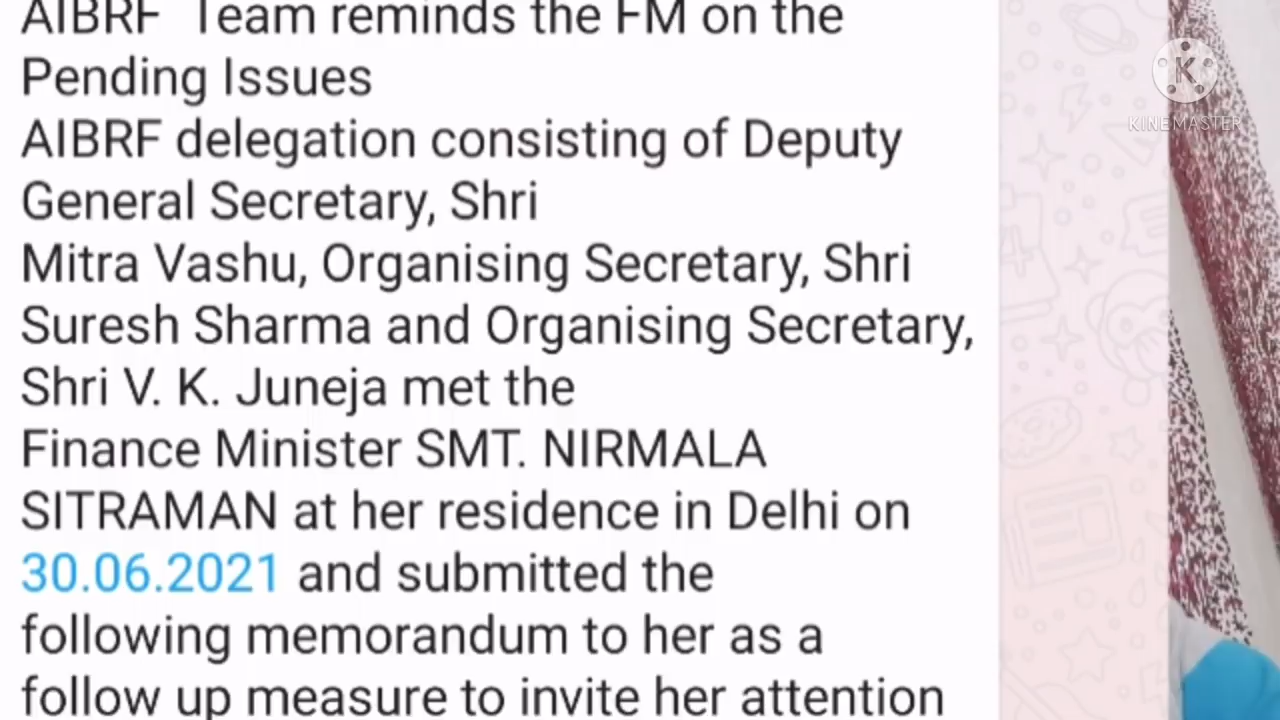 AIBRF Team reminds the FM on the
Pending Issues
AIBRF delegation consisting of Deputy
General Secretary, Shri
Mitra Vashu, Organising Secretary, Shri
Suresh Sharma and Organising Secretary,
Shri V. K. Juneja met the
Finance Minister SMT. NIRMALA
SITRAMAN at her residence in Delhi on
30.06.2021 and submitted the
following memorandum to her as a
follow up measure to invite her attention
K
KINEMASTER